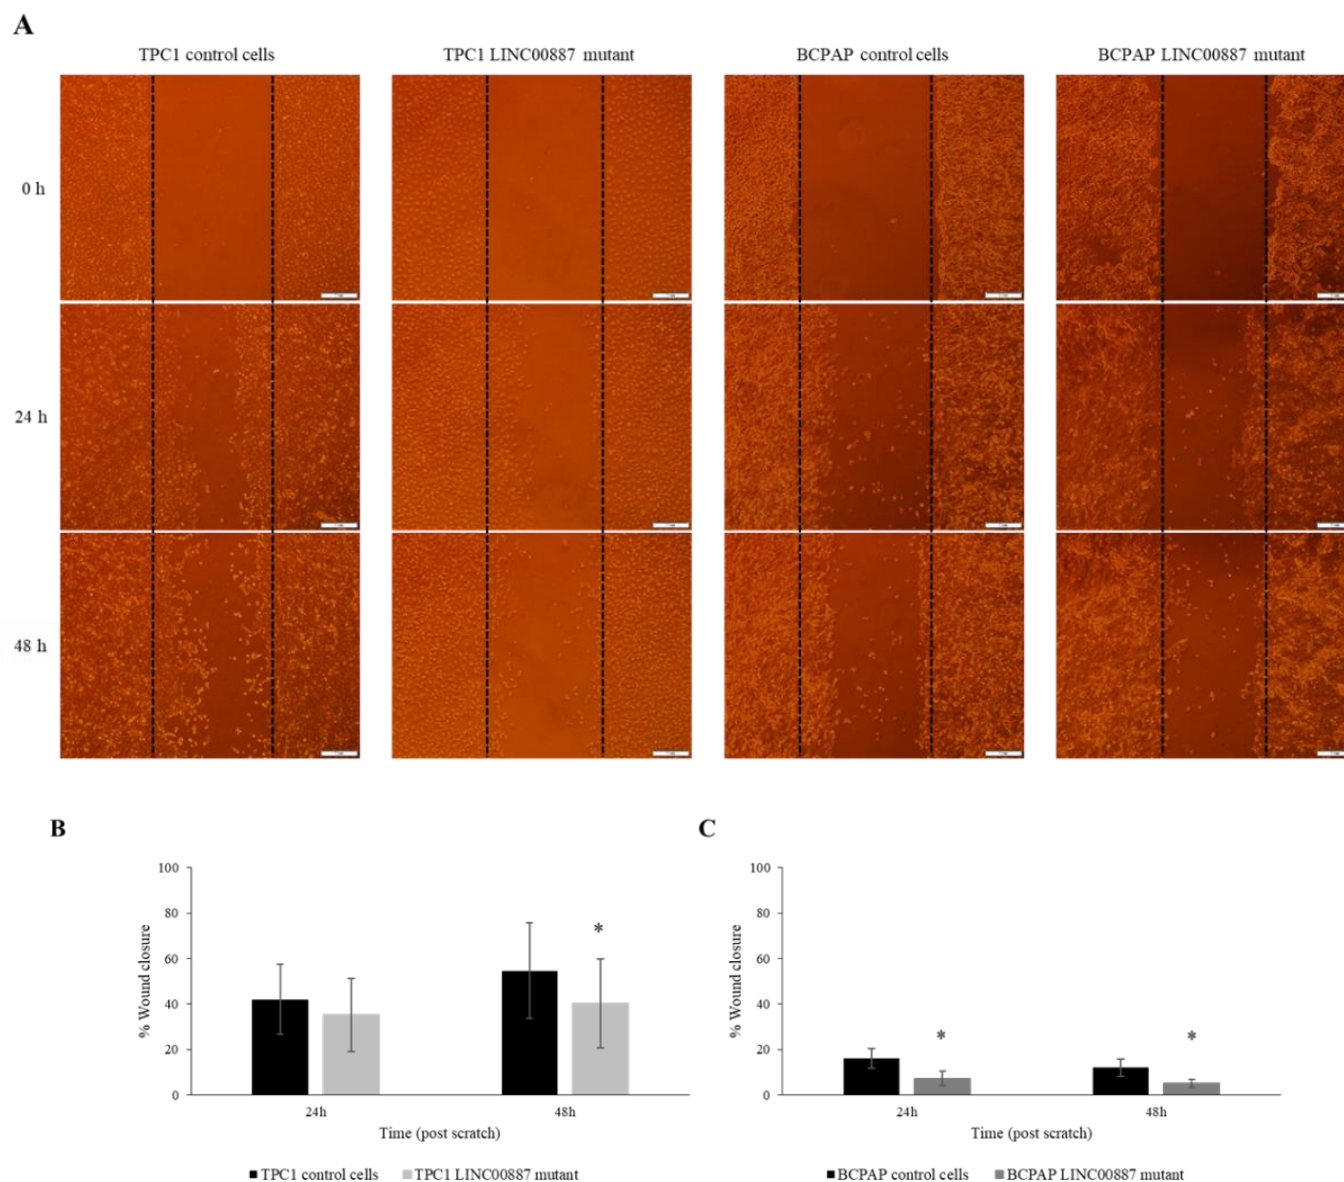 A
TPC1 control cells
TPC1 LINC00887 mutant
BCPAP control cells
BCPAP LINC00887 mutant
0 h
24 h
48 h
B
% Wound closure
100
80
60
40
20
0
*
24h
48h
Time (post scratch)
TPC1 control cells
TPC1 LINC00887 mutant
C
% Wound closure
100
80
60
40
20
0
*
*
24h
48h
Time (post scratch)
BCPAP control cells
BCPAP LINC00887 mutant